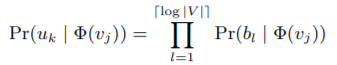 Pr(u_k | Φ(v_j)) = ∏_{l=1}^{⌈log |V|⌉} Pr(b_l | Φ(v_j))